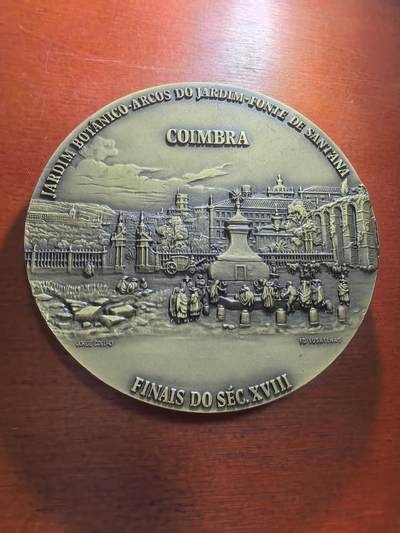 JARDIM BOTÂNICO-ARCOS DO JARDIM-FONTE DE SANTANA
COIMBRA
FINAIS DO SÉC. XVIII